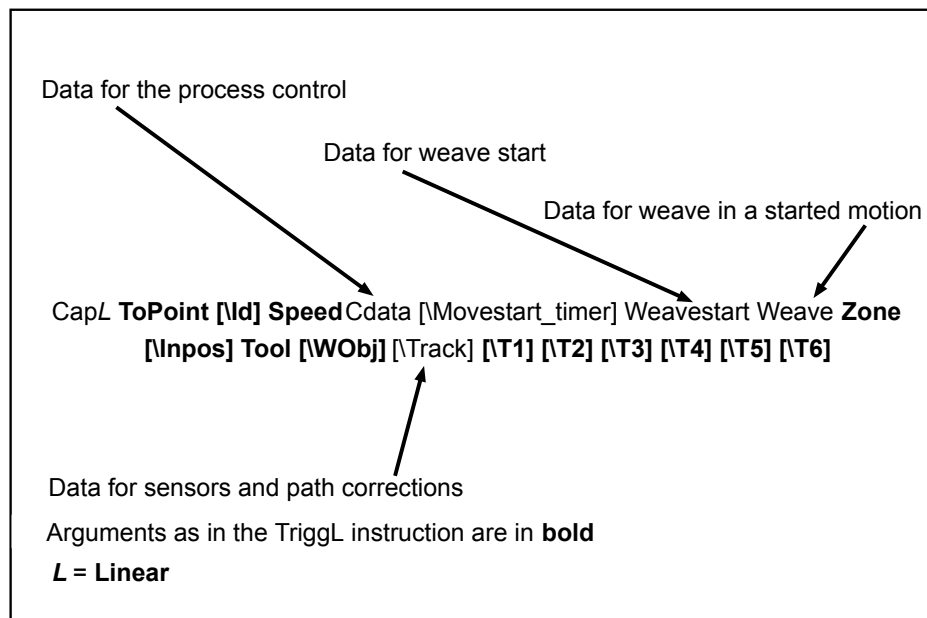 Data for the process control
Data for weave start
Data for weave in a started motion
CapL ToPoint [\Id] SpeedCdata [\Movestart_timer] Weavestart Weave Zone
[\Inpos] Tool [\WObj] [\Track] [\T1] [\T2] [\T3] [\T4] [\T5] [\T6]
Data for sensors and path corrections
Arguments as in the TriggL instruction are in bold
L = Linear